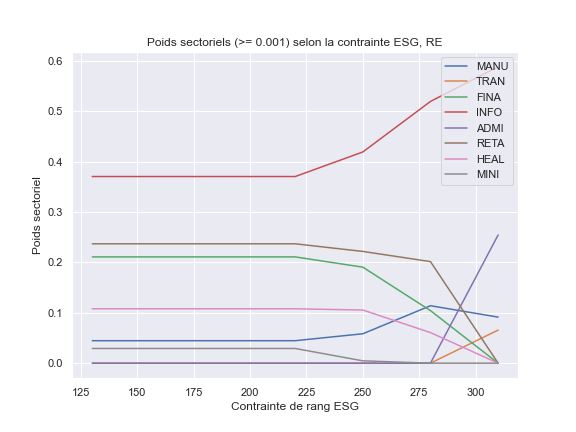 Poids sectoriels (>= 0.001) selon la contrainte ESG, RE
0.6
0.5
0.4
0.3
0.2
0.1
0.0
Poids sectoriel
MANU
TRAN
FINA
INFO
ADMI
RETA
HEAL
MINI
125 150 175 200 225 250 275 300
Contrainte de rang ESG